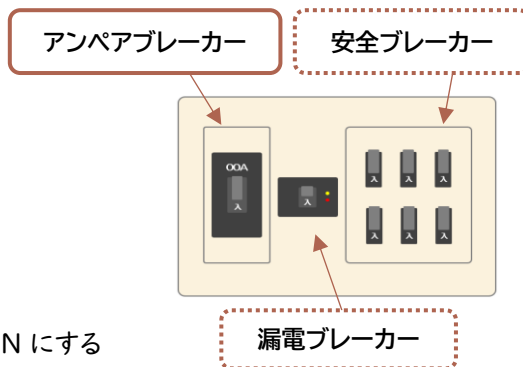 アンペアブレーカー
安全ブレーカー
OOA
入
入
入 入 入
入 入 入
漏電ブレーカー
N にする